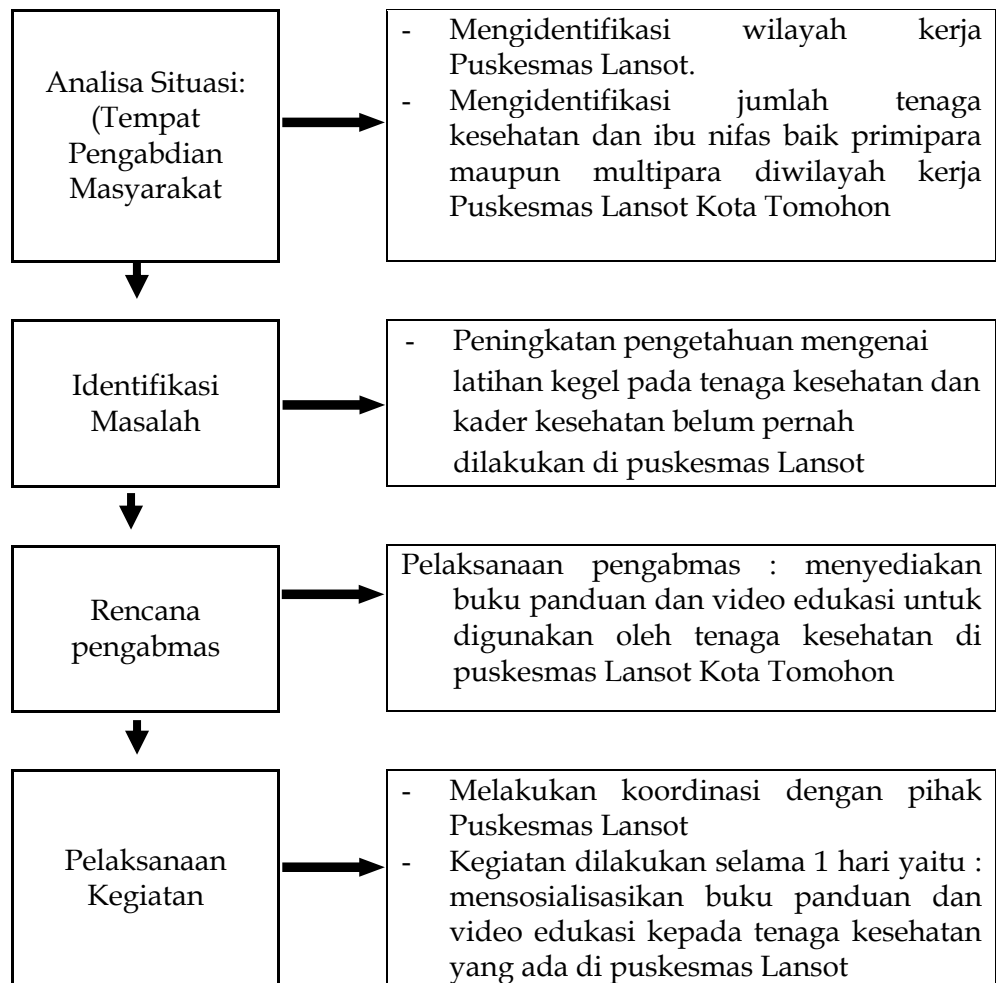 Analisa Situasi:
(Tempat
Pengabdian
Masyarakat
- Mengidentifikasi wilayah kerja
Puskesmas Lansot.
- Mengidentifikasi jumlah tenaga
kesehatan dan ibu nifas baik primipara
maupun multipara diwilayah kerja
Puskesmas Lansot Kota Tomohon
Identifikasi
Masalah
- Peningkatan pengetahuan mengenai
latihan kegel pada tenaga kesehatan dan
kader kesehatan belum pernah
dilakukan di puskesmas Lansot
Rencana
pengabmas
Pelaksanaan pengabmas : menyediakan
buku panduan dan video edukasi untuk
digunakan oleh tenaga kesehatan di
puskesmas Lansot Kota Tomohon
Pelaksanaan
Kegiatan
- Melakukan koordinasi dengan pihak
Puskesmas Lansot
- Kegiatan dilakukan selama 1 hari yaitu :
mensosialisasikan buku panduan dan
video edukasi kepada tenaga kesehatan
yang ada di puskesmas Lansot